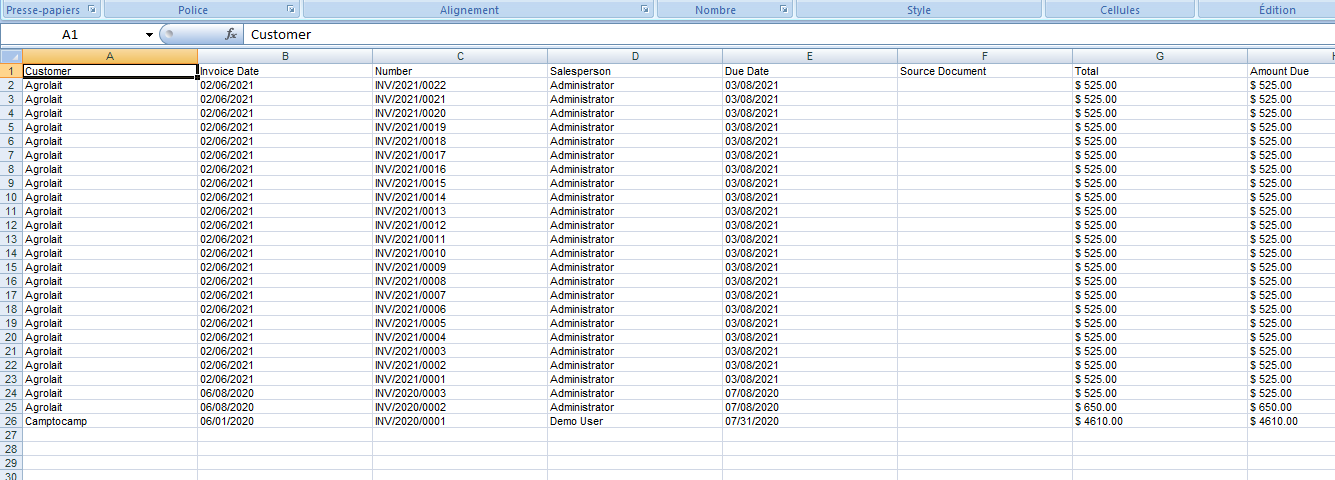 Presse-papiers Police Alignement Nombre Style Cellules Édition
A1 fx Customer
A B C D E F G
1 Customer Invoice Date Number Salesperson Due Date Source Document Total Amount Due
2 Agrolait 02/06/2021 INV/2021/0022 Administrator 03/08/2021 $ 525.00 $ 525.00
3 Agrolait 02/06/2021 INV/2021/0021 Administrator 03/08/2021 $ 525.00 $ 525.00
4 Agrolait 02/06/2021 INV/2021/0020 Administrator 03/08/2021 $ 525.00 $ 525.00
5 Agrolait 02/06/2021 INV/2021/0019 Administrator 03/08/2021 $ 525.00 $ 525.00
6 Agrolait 02/06/2021 INV/2021/0018 Administrator 03/08/2021 $ 525.00 $ 525.00
7 Agrolait 02/06/2021 INV/2021/0017 Administrator 03/08/2021 $ 525.00 $ 525.00
8 Agrolait 02/06/2021 INV/2021/0016 Administrator 03/08/2021 $ 525.00 $ 525.00
9 Agrolait 02/06/2021 INV/2021/0015 Administrator 03/08/2021 $ 525.00 $ 525.00
10 Agrolait 02/06/2021 INV/2021/0014 Administrator 03/08/2021 $ 525.00 $ 525.00
11 Agrolait 02/06/2021 INV/2021/0013 Administrator 03/08/2021 $ 525.00 $ 525.00
12 Agrolait 02/06/2021 INV/2021/0012 Administrator 03/08/2021 $ 525.00 $ 525.00
13 Agrolait 02/06/2021 INV/2021/0011 Administrator 03/08/2021 $ 525.00 $ 525.00
14 Agrolait 02/06/2021 INV/2021/0010 Administrator 03/08/2021 $ 525.00 $ 525.00
15 Agrolait 02/06/2021 INV/2021/0009 Administrator 03/08/2021 $ 525.00 $ 525.00
16 Agrolait 02/06/2021 INV/2021/0008 Administrator 03/08/2021 $ 525.00 $ 525.00
17 Agrolait 02/06/2021 INV/2021/0007 Administrator 03/08/2021 $ 525.00 $ 525.00
18 Agrolait 02/06/2021 INV/2021/0006 Administrator 03/08/2021 $ 525.00 $ 525.00
19 Agrolait 02/06/2021 INV/2021/0005 Administrator 03/08/2021 $ 525.00 $ 525.00
20 Agrolait 02/06/2021 INV/2021/0004 Administrator 03/08/2021 $ 525.00 $ 525.00
21 Agrolait 02/06/2021 INV/2021/0003 Administrator 03/08/2021 $ 525.00 $ 525.00
22 Agrolait 02/06/2021 INV/2021/0002 Administrator 03/08/2021 $ 525.00 $ 525.00
23 Agrolait 02/06/2021 INV/2021/0001 Administrator 03/08/2021 $ 525.00 $ 525.00
24 Agrolait 06/08/2020 INV/2020/0003 Administrator 07/08/2020 $ 525.00 $ 525.00
25 Agrolait 06/08/2020 INV/2020/0002 Administrator 07/08/2020 $ 650.00 $ 650.00
26 Camptocamp 06/01/2020 INV/2020/0001 Demo User 07/31/2020 $ 4610.00 $ 4610.00
27
28
29
30